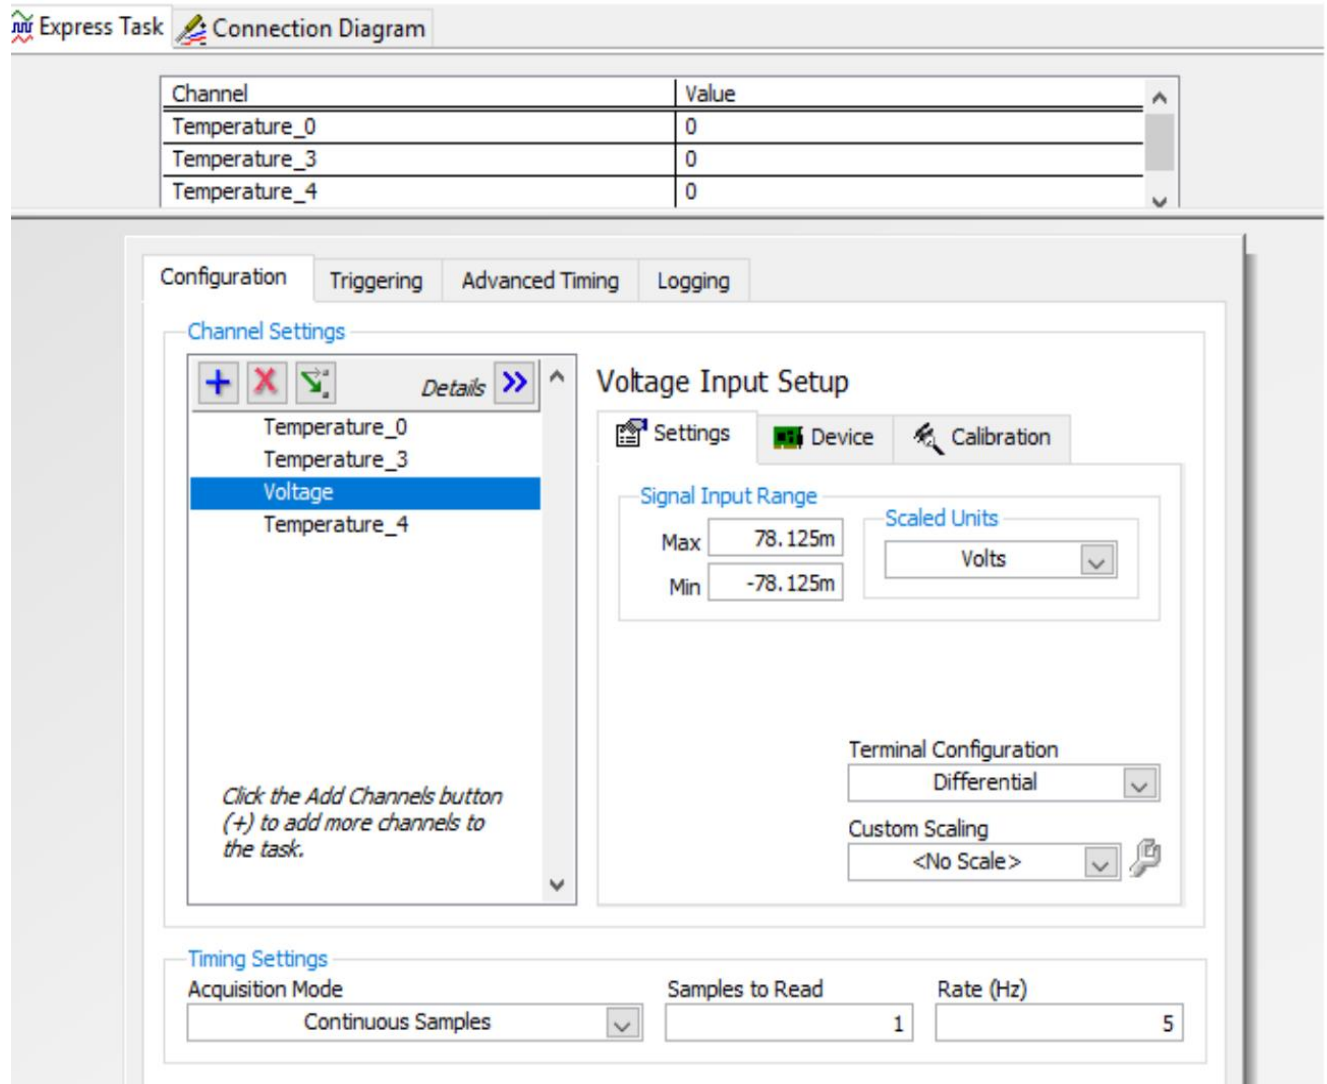 Express Task Connection Diagram
Channel Value
Temperature_0 0
Temperature_3 0
Temperature_4 0
Configuration Triggering Advanced Timing Logging
Channel Settings
Details
Temperature_0
Temperature_3
Voltage
Temperature_4
Click the Add Channels button
(+) to add more channels to
the task.
Voltage Input Setup
Settings Device Calibration
Signal Input Range
Max 78.125m
Min -78.125m
Scaled Units
Volts
Terminal Configuration
Differential
Custom Scaling
<No Scale>
Timing Settings
Acquisition Mode Samples to Read Rate (Hz)
Continuous Samples 1 5